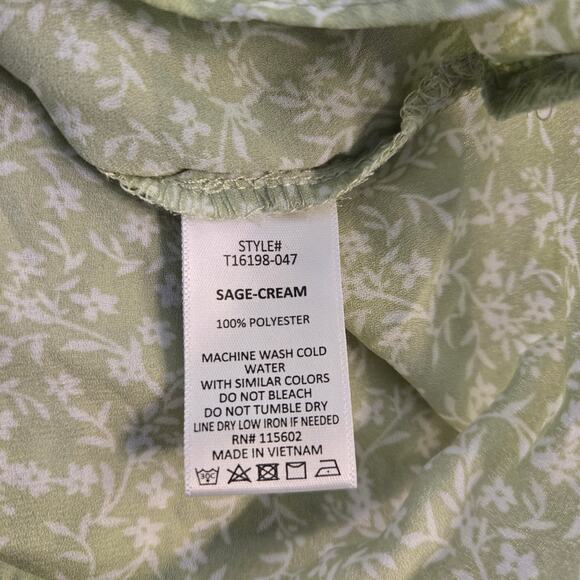 STYLE#
T16198-047
SAGE-CREAM
100% POLYESTER
MACHINE WASH COLD
WATER
WITH SIMILAR COLORS
DO NOT BLEACH
DO NOT TUMBLE DRY
LINE DRY LOW IRON IF NEEDED
RN# 115602
MADE IN VIETNAM
30C